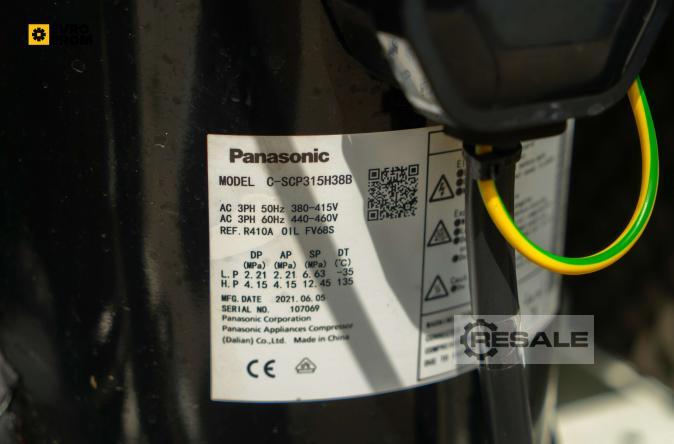 EVRO
PROM
Panasonic
MODEL C-SCP315H38B
AC 3PH 50Hz 380-415V
AC 3PH 60Hz 440-460V
REF. R410A OIL FV68S
DP AP SP DT
(MPa) (MPa) (MPa) (℃)
L.P 2.21 2.21 6.63 -35
H.P 4.15 4.15 12.45 135
MFG. DATE 2021.06.05
SERIAL NO. 107069
Panasonic Corporation
Panasonic Appliances Compressor
(Dalian) Co.,Ltd. Made in China
CE
RESALE